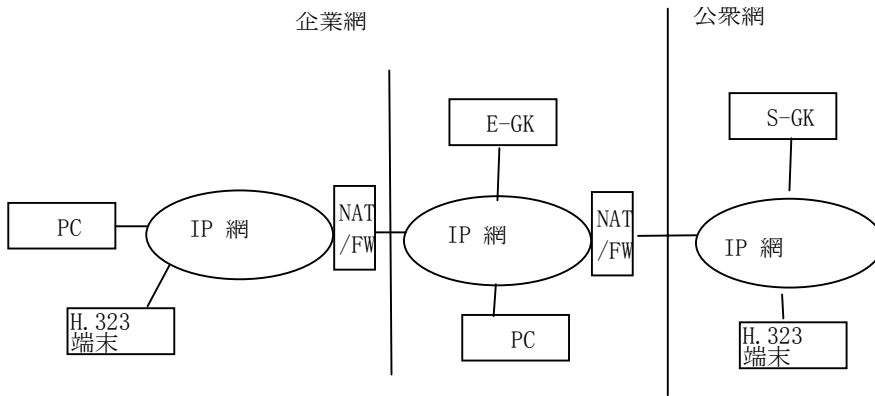 企業網
公衆網
E-GK
S-GK
PC
IP 網
NAT
/FW
IP 網
NAT
/FW
IP 網
H.323
端末
PC
H.323
端末